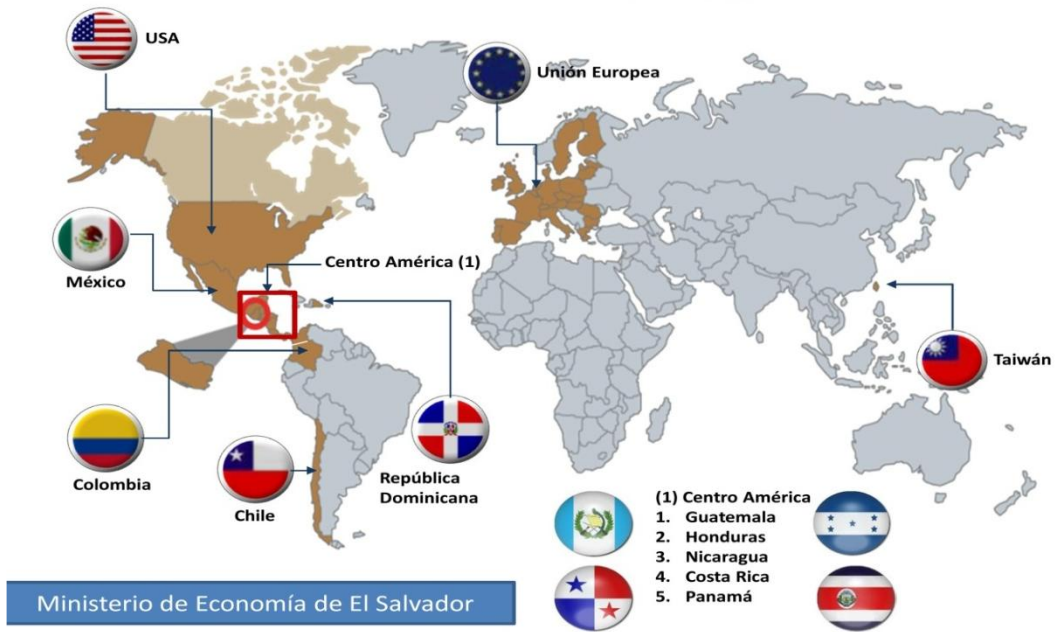 USA
Unión Europea
México
Centro América (1)
Taiwán
Colombia
Chile
República
Dominicana
(1) Centro América
1. Guatemala
2. Honduras
3. Nicaragua
4. Costa Rica
5. Panamá
Ministerio de Economía de El Salvador